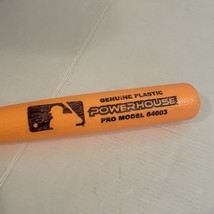 GENUINE PLASTIC
POWERHOUSE
PRO MODEL 64003